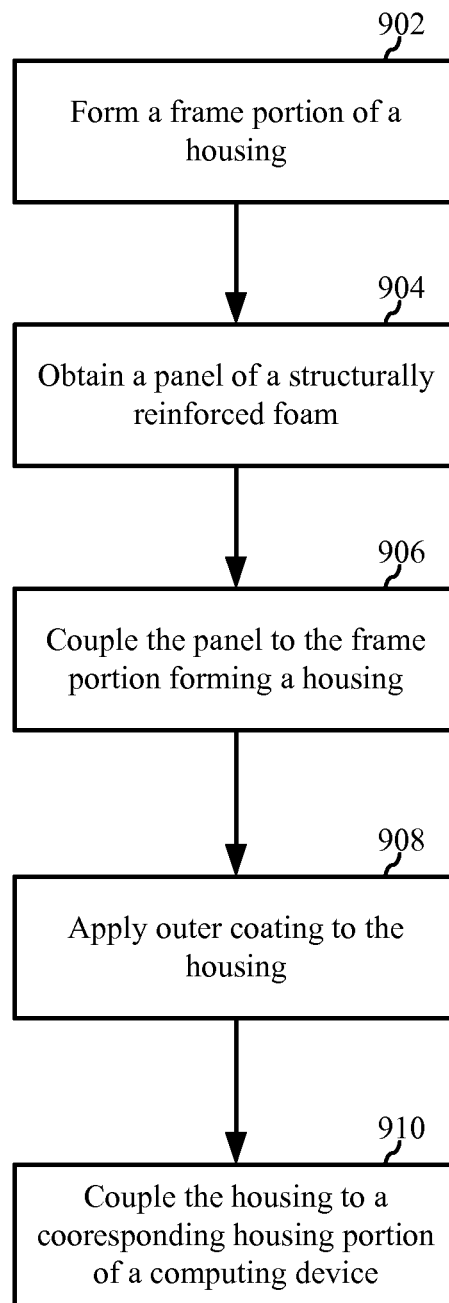 902
Form a frame portion of a
housing
904
Obtain a panel of a structurally
reinforced foam
906
Couple the panel to the frame
portion forming a housing
908
Apply outer coating to the
housing
910
Couple the housing to a
cooresponding housing portion
of a computing device